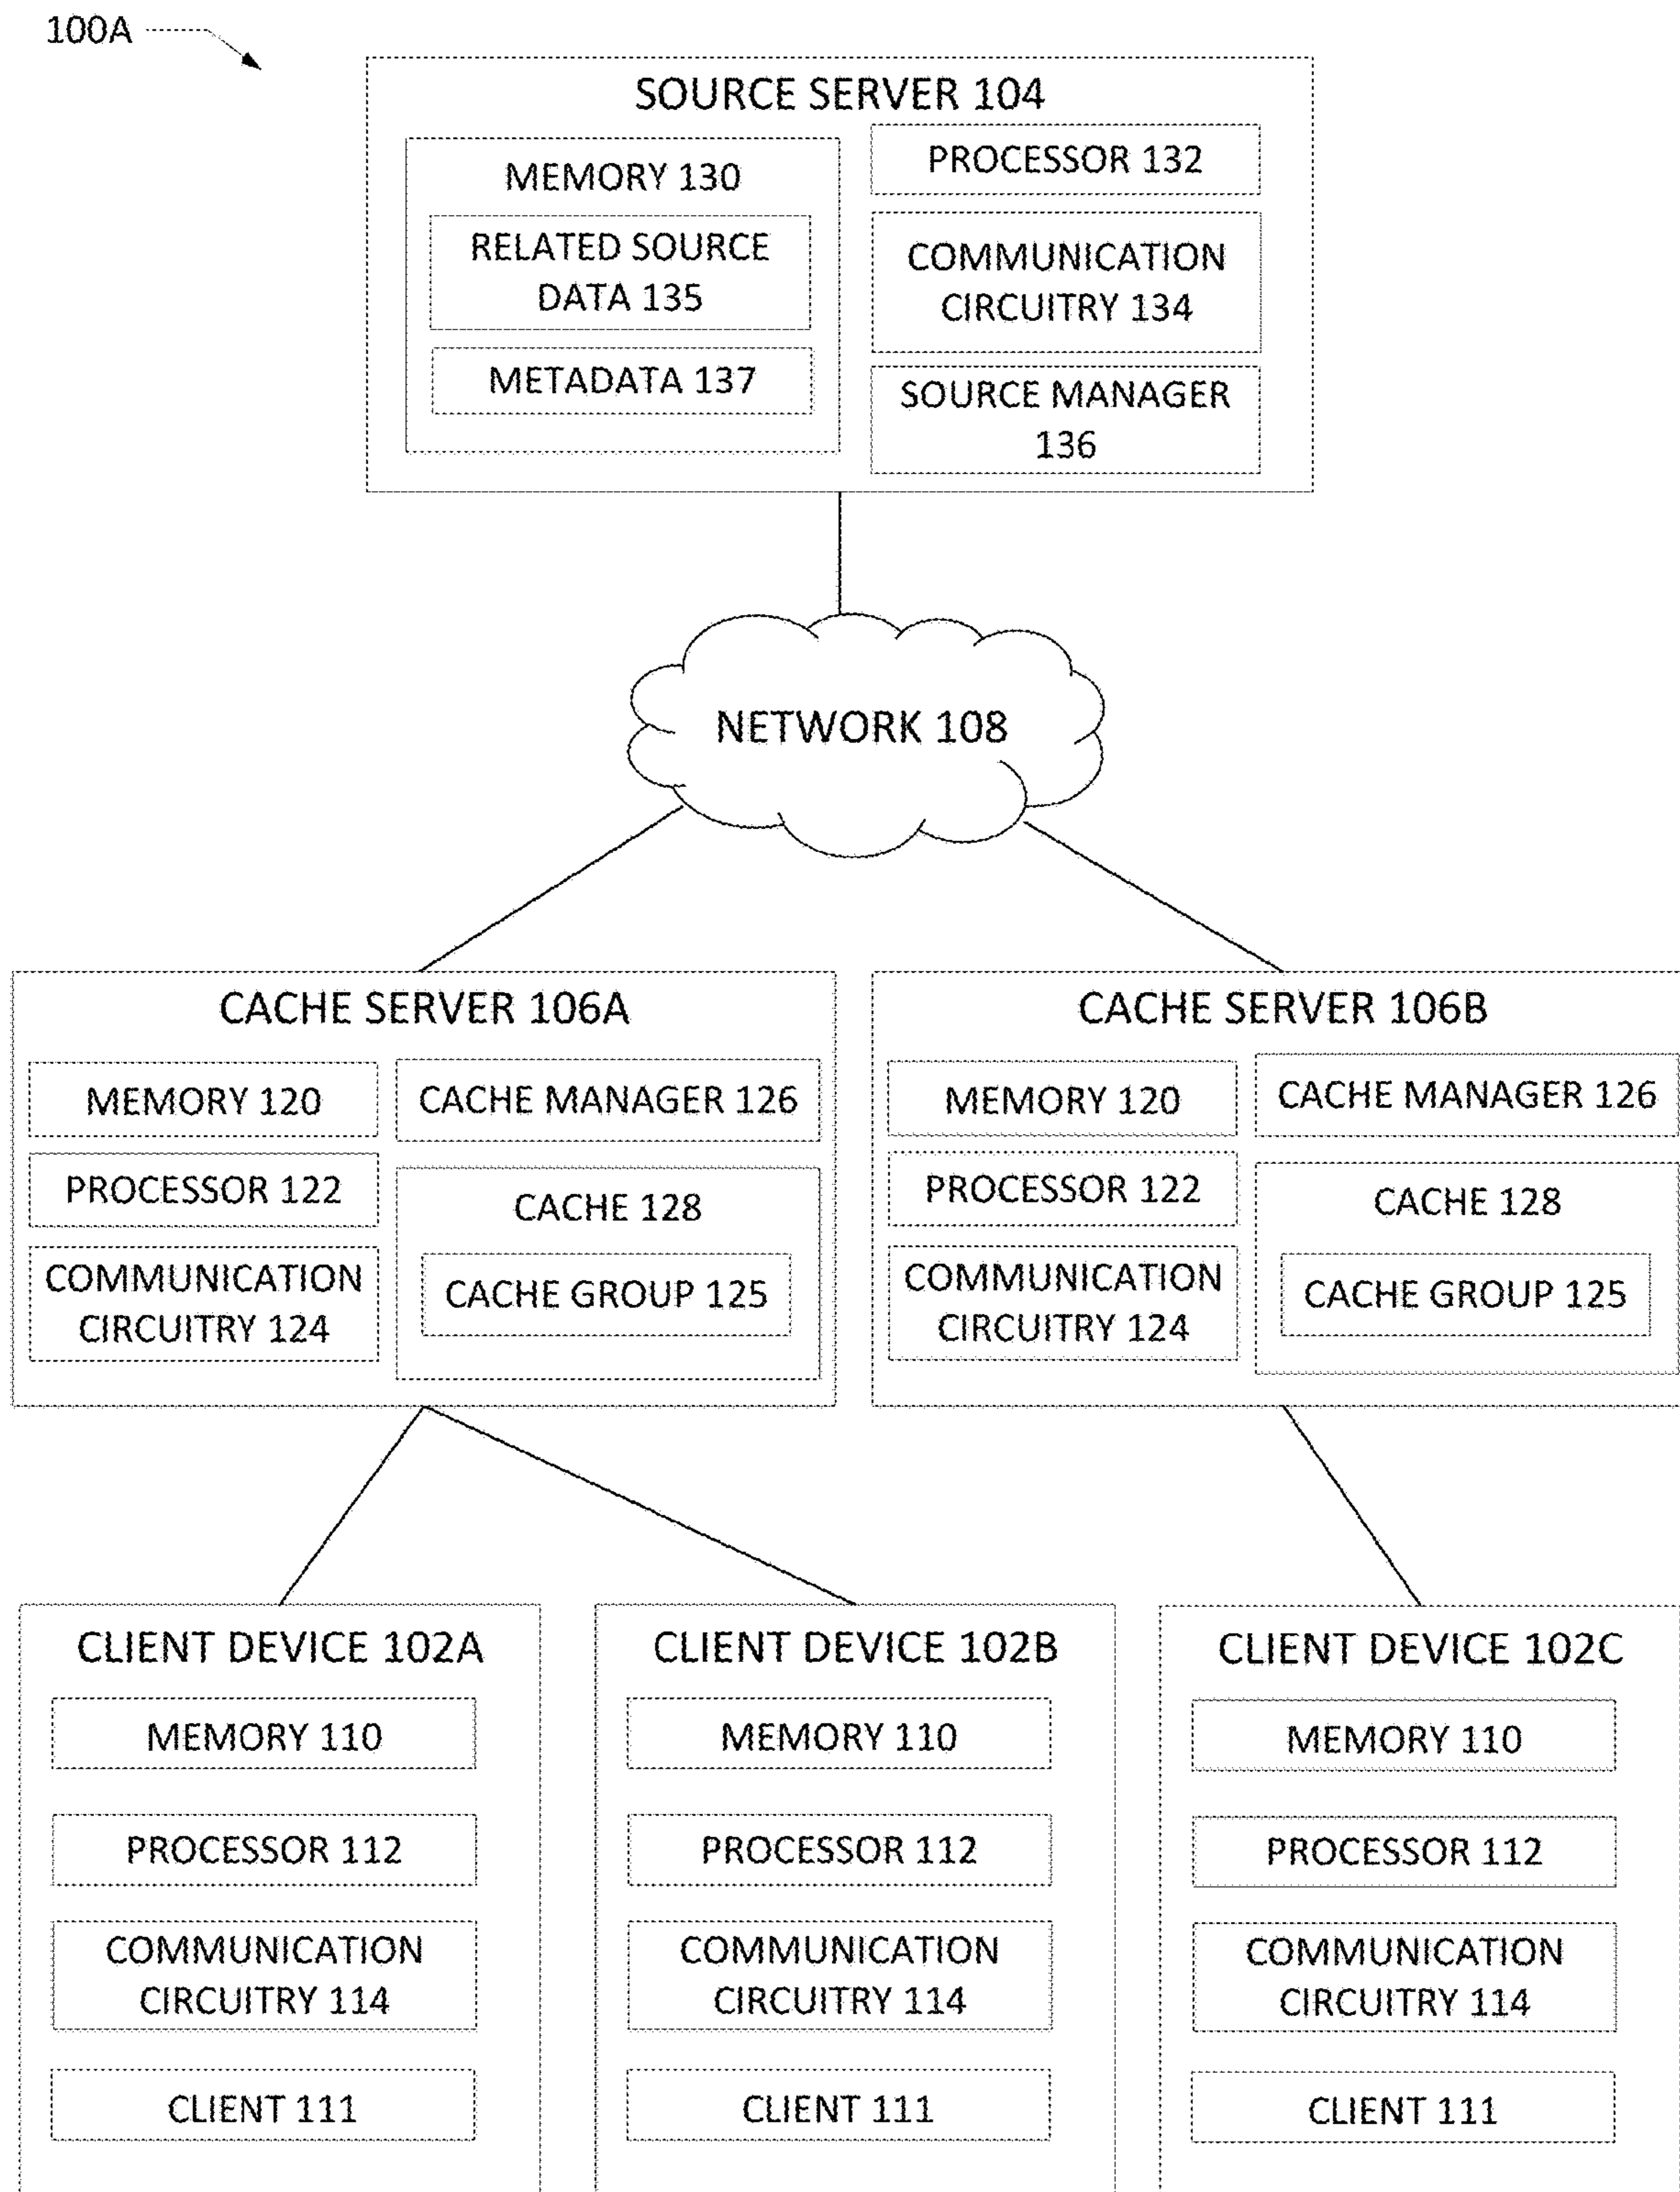 100A
SOURCE SERVER 104
MEMORY 130
RELATED SOURCE
DATA 135
METADATA 137
PROCESSOR 132
COMMUNICATION
CIRCUITRY 134
SOURCE MANAGER
136
NETWORK 108
CACHE SERVER 106A
MEMORY 120
PROCESSOR 122
COMMUNICATION
CIRCUITRY 124
CACHE MANAGER 126
CACHE 128
CACHE GROUP 125
CACHE SERVER 106B
MEMORY 120
PROCESSOR 122
COMMUNICATION
CIRCUITRY 124
CACHE MANAGER 126
CACHE 128
CACHE GROUP 125
CLIENT DEVICE 102A
MEMORY 110
PROCESSOR 112
COMMUNICATION
CIRCUITRY 114
CLIENT 111
CLIENT DEVICE 102B
MEMORY 110
PROCESSOR 112
COMMUNICATION
CIRCUITRY 114
CLIENT 111
CLIENT DEVICE 102C
MEMORY 110
PROCESSOR 112
COMMUNICATION
CIRCUITRY 114
CLIENT 111